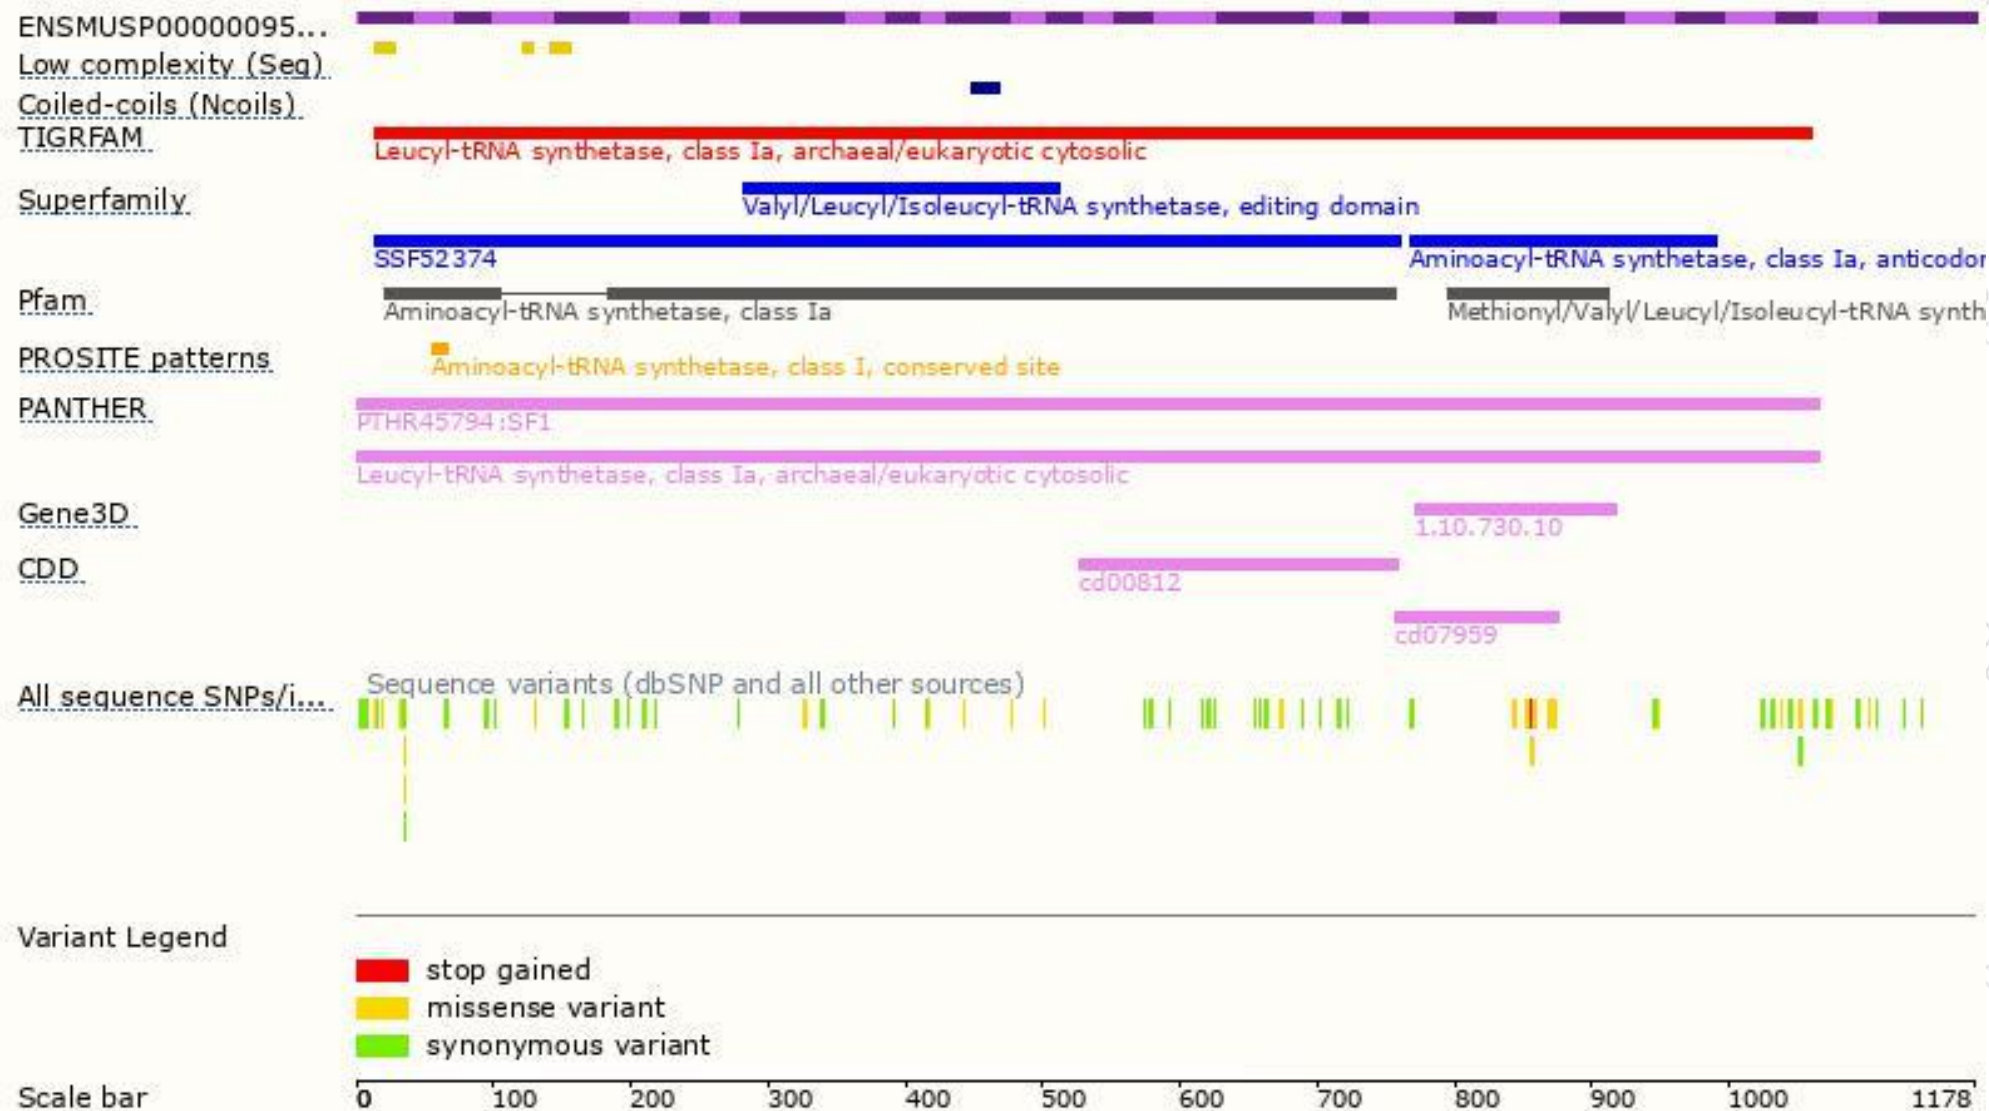 ENSMUSP00000095...
Low complexity (Seg)
Coiled-coils (Ncoils)
TIGRFAM
Leucyl-tRNA synthetase, class Ia, archaeal/eukaryotic cytosolic
Superfamily
Valyl/Leucyl/Isoleucyl-tRNA synthetase, editing domain
SSF52374
Aminoacyl-tRNA synthetase, class Ia, anticodon
Pfam
Aminoacyl-tRNA synthetase, class Ia
Methionyl/Valyl/Leucyl/Isoleucyl-tRNA synth
PROSITE patterns
Aminoacyl-tRNA synthetase, class I, conserved site
PANTHER
PTHR45794:SF1
Leucyl-tRNA synthetase, class Ia, archaeal/eukaryotic cytosolic
Gene3D
1.10.730.10
CDD
cd00812
cd07959
Sequence variants (dbSNP and all other sources)
All sequence SNPs/i...
Variant Legend
stop gained
missense variant
synonymous variant
Scale bar 0 100 200 300 400 500 600 700 800 900 1000 1178